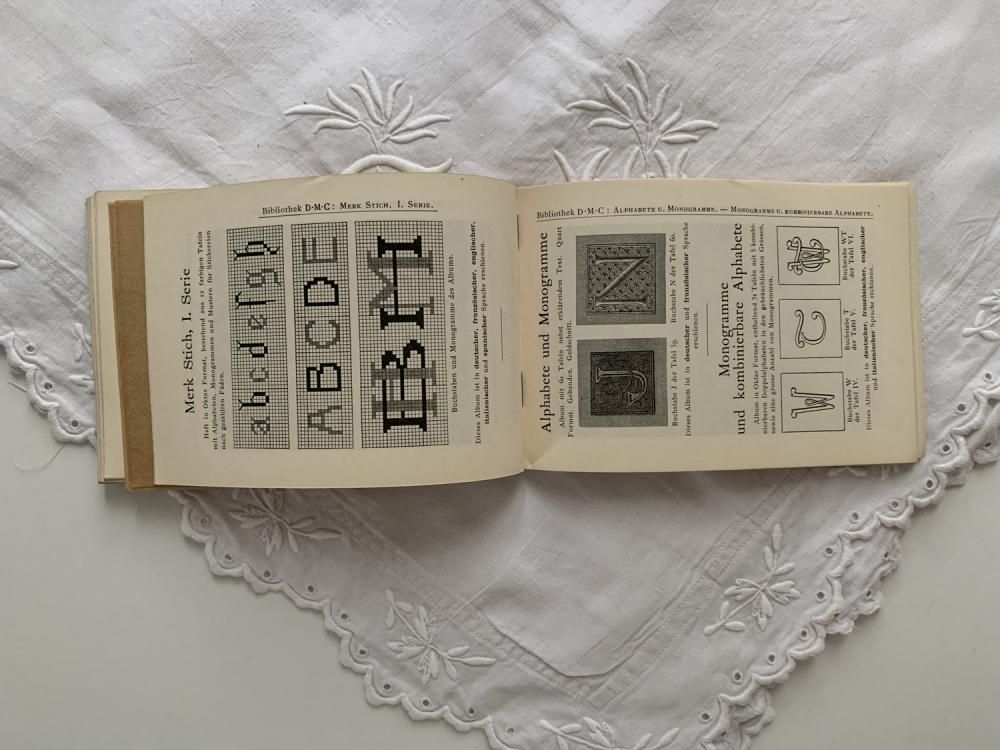 Bibliothek D·M·C: Merk Stich, I. Serie.
Merk Stich, I. Serie
Heft in Oktav Format, bestehend aus 12 farbigen Tafeln
mit Alphabeten, Monogrammen und Mustern für Stickereien
nach gezählten Fäden.
a b c d e f g h
A B C D E
Buchstaben und Monogramme des Albums.
Dieses Album ist in deutscher, französischer, englischer,
italienischer und spanischer Sprache erschienen.
Bibliothek D·M·C: Alphabete u. Monogramme. — Monogramme u. kombinierbare Alphabete.
Alphabete und Monogramme
Album mit 60 Tafeln nebst erklärendem Text. Quart
Format. Gebunden. Goldschnitt.
J
N
Buchstabe J der Tafel 59. Buchstabe N der Tafel 60.
Dieses Album ist in deutscher und französischer Sprache
erschienen.
Monogramme
und kombinierbare Alphabete
Album in Oktav Format, enthaltend 31 Tafeln mit 5 kombi-
nierbaren Doppelalphabeten in den gebräuchlichsten Grössen,
sowie eine grosse Anzahl von Monogrammen.
W
T
WT
Buchstabe W
der Tafel IV.
Buchstabe T
der Tafel V.
Buchstabe WT
der Tafel VI.
Dieses Album ist in deutscher, französischer, englischer
und italienischer Sprache erchienen.